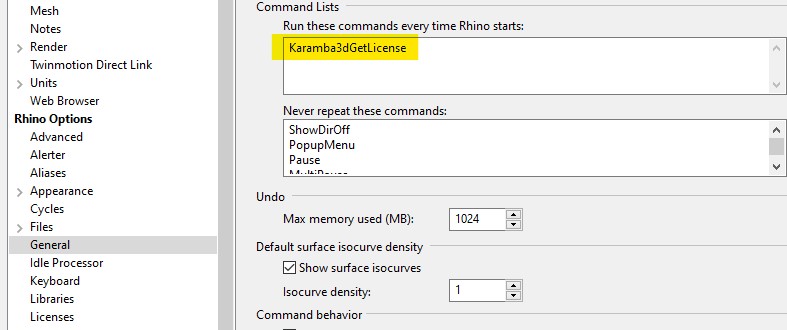 Mesh
Notes
Render
Twinmotion Direct Link
Units
Web Browser
Rhino Options
Advanced
Alerter
Aliases
Appearance
Cycles
Files
General
Idle Processor
Keyboard
Libraries
Licenses
Command Lists
Run these commands every time Rhino starts:
Karamba3dGetLicense
Never repeat these commands:
ShowDirOff
PopupMenu
Pause
MultiPause
Undo
Max memory used (MB): 1024
Default surface isocurve density
Show surface isocurves
Isocurve density: 1
Command behavior